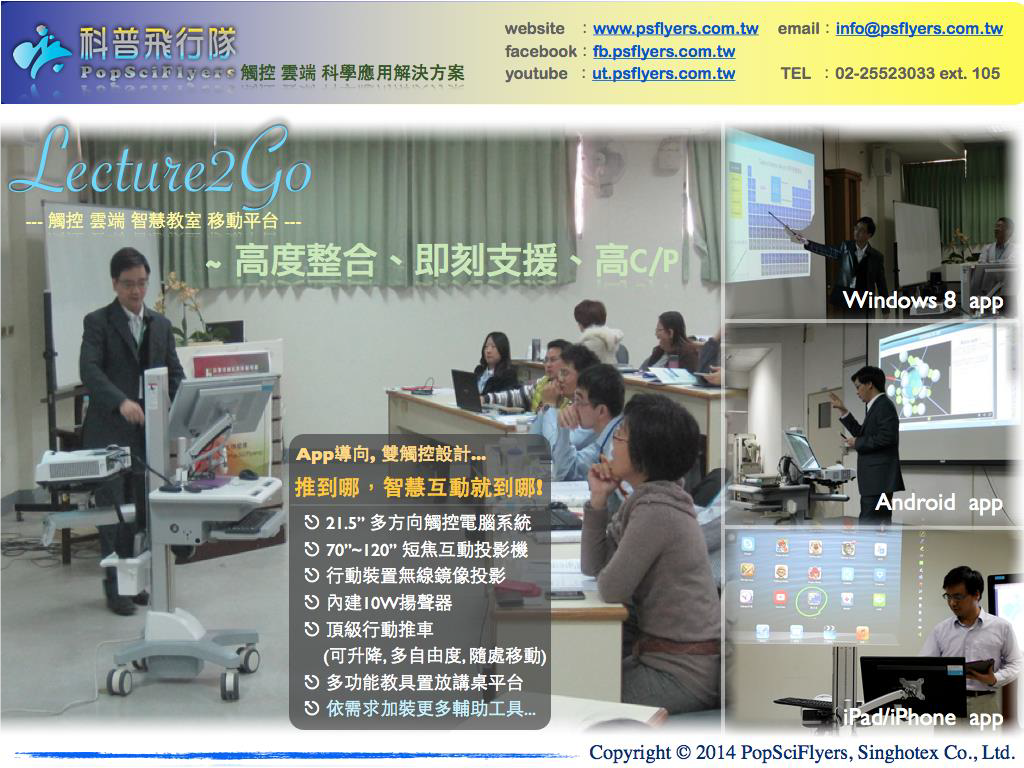 科普飛行隊
PopSciFlyers 觸控 雲端 科學應用解決方案
website ：www.psflyers.com.tw email：info@psflyers.com.tw
facebook：fb.psflyers.com.tw
youtube ：ut.psflyers.com.tw TEL ：02-25523033 ext. 105
Lecture2Go
--- 觸控 雲端 智慧教室 移動平台 ---
~ 高度整合、即刻支援、高C/P
Windows 8 app
Android app
iPad/iPhone app
App導向, 雙觸控設計...
推到哪，智慧互動就到哪!
21.5” 多方向觸控電腦系統
70”~120” 短焦互動投影機
行動裝置無線鏡像投影
內建10W揚聲器
頂級行動推車
(可升降, 多自由度, 隨處移動)
多功能教具置放講桌平台
依需求加裝更多輔助工具...
Copyright © 2014 PopSciFlyers, Singhotex Co., Ltd.